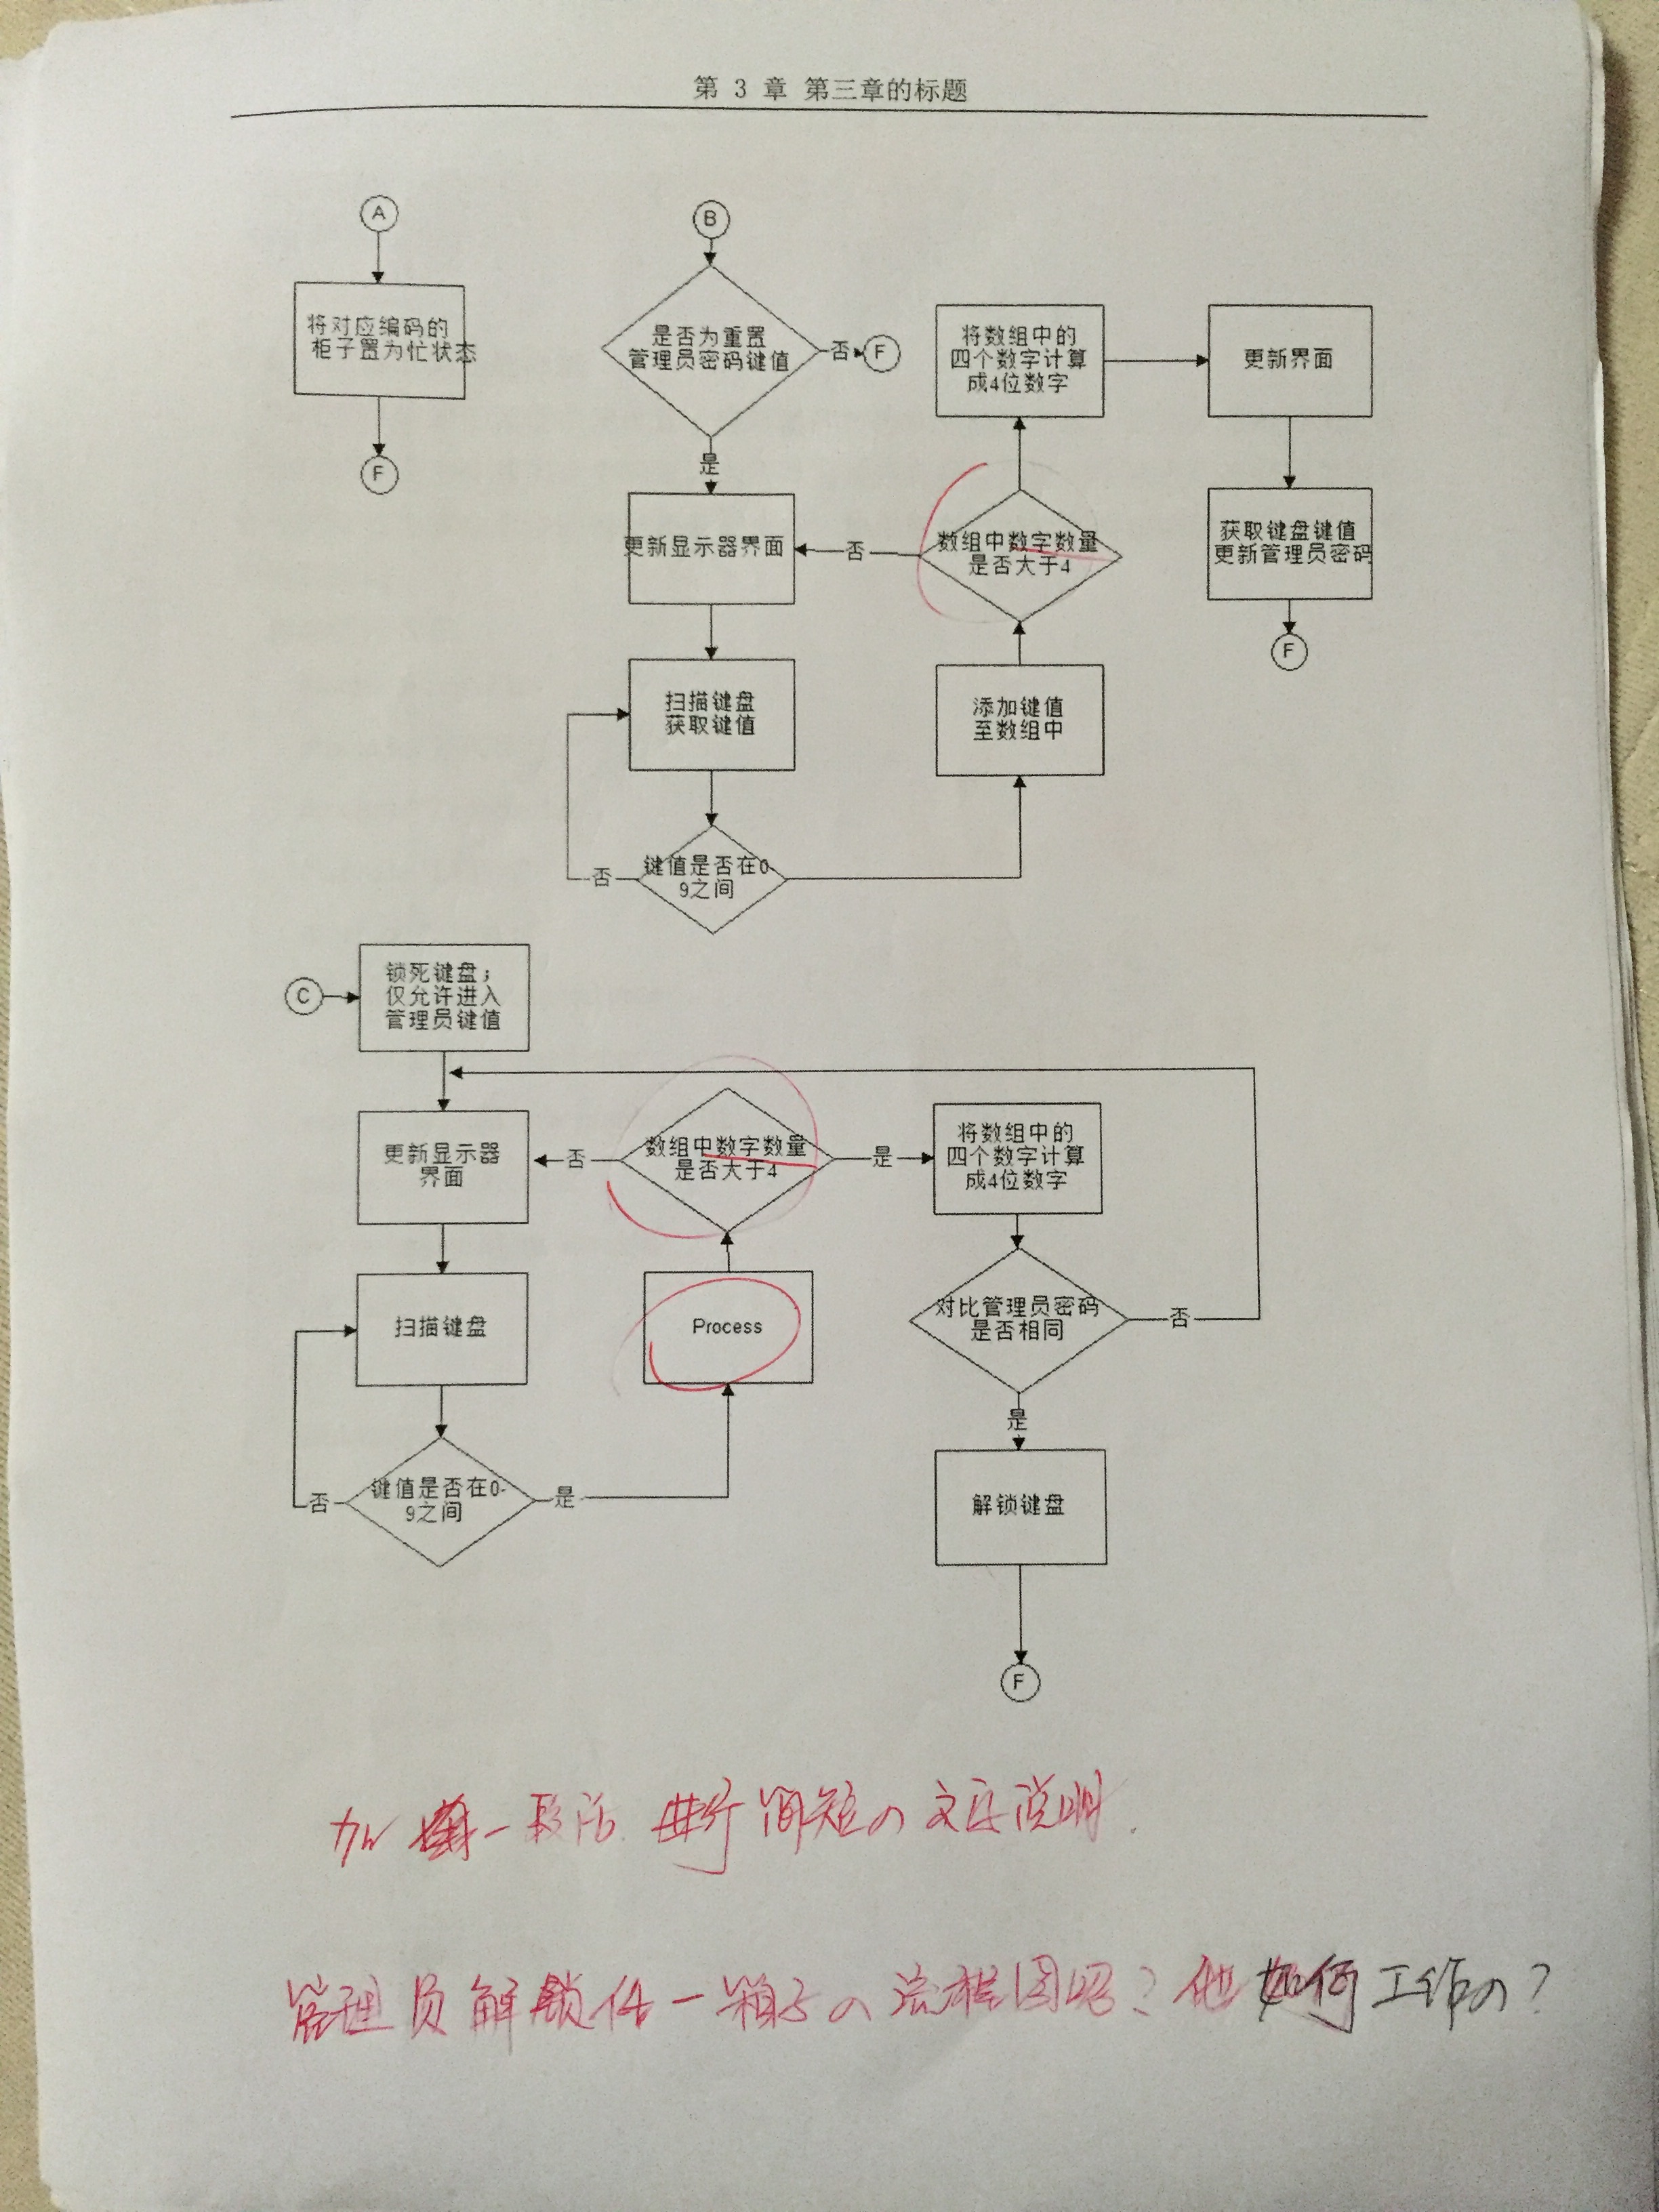 第 3 章 第三章的标题
A
将对应编码的
柜子置为忙状态
F
B
是否为重置
管理员密码键值
否
F
是
更新显示器界面
扫描键盘
获取键值
键值是否在0-
9之间
否
添加键值
至数组中
数组中数字数量
是否大于4
否
将数组中的
四个数字计算
成4位数字
更新界面
获取键盘键值
更新管理员密码
F
C
锁死键盘；
仅允许进入
管理员键值
更新显示器
界面
扫描键盘
键值是否在0-
9之间
否
是
Process
数组中数字数量
是否大于4
否
是
将数组中的
四个数字计算
成4位数字
对比管理员密码
是否相同
否
是
解锁键盘
F
加 一段话 进行简短の文字说明.
管理员解锁任一箱子の流程图呢？他如何工作の？